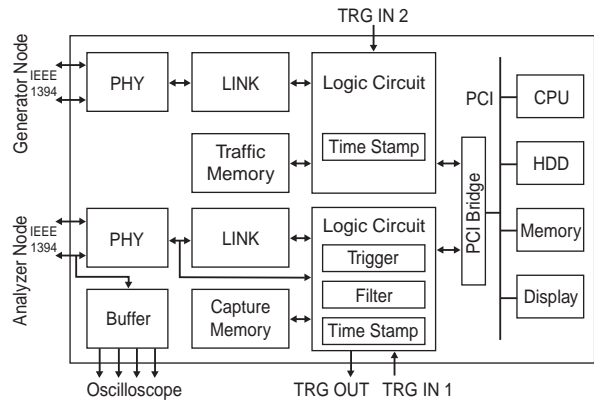 TRG IN 2
Generator Node
IEEE
1394
PHY
LINK
Logic Circuit
Time Stamp
Traffic
Memory
PCI
CPU
HDD
PCI Bridge
Memory
Display
Analyzer Node
IEEE
1394
PHY
LINK
Logic Circuit
Trigger
Filter
Time Stamp
Buffer
Capture
Memory
Oscilloscope
TRG OUT
TRG IN 1